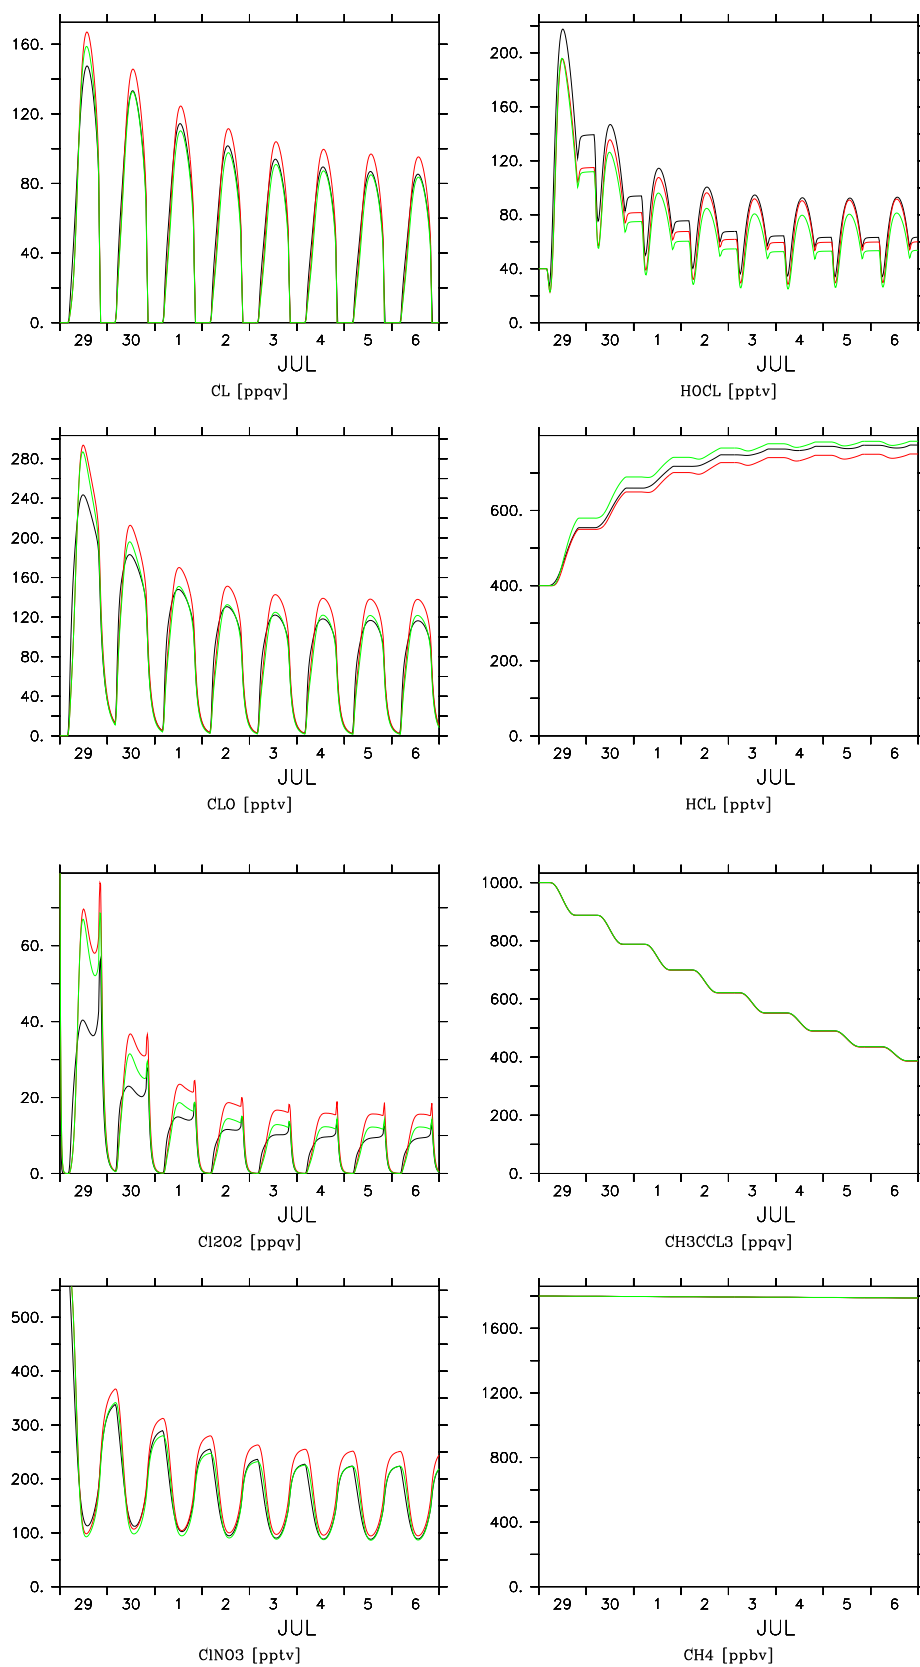 160.
120.
80.
40.
0.
29 30 1 2 3 4 5 6
JUL
CL [ppqv]
200.
160.
120.
80.
40.
0.
29 30 1 2 3 4 5 6
JUL
HOCL [pptv]
280.
240.
200.
160.
120.
80.
40.
0.
29 30 1 2 3 4 5 6
JUL
CLO [pptv]
600.
400.
200.
0.
29 30 1 2 3 4 5 6
JUL
HCL [pptv]
60.
40.
20.
0.
29 30 1 2 3 4 5 6
JUL
Cl2O2 [ppqv]
1000.
800.
600.
400.
200.
0.
29 30 1 2 3 4 5 6
JUL
CH3CCL3 [ppqv]
500.
400.
300.
200.
100.
0.
29 30 1 2 3 4 5 6
JUL
ClNO3 [pptv]
1600.
1200.
800.
400.
0.
29 30 1 2 3 4 5 6
JUL
CH4 [ppbv]